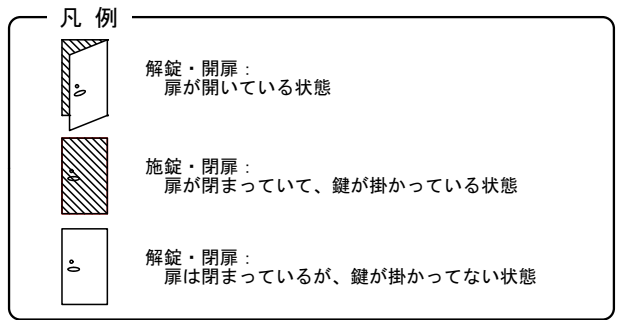 凡 例
解錠・開扉：
扉が開いている状態
施錠・閉扉：
扉が閉まっていて、鍵が掛かっている状態
解錠・閉扉：
扉は閉まっているが、鍵が掛かってない状態